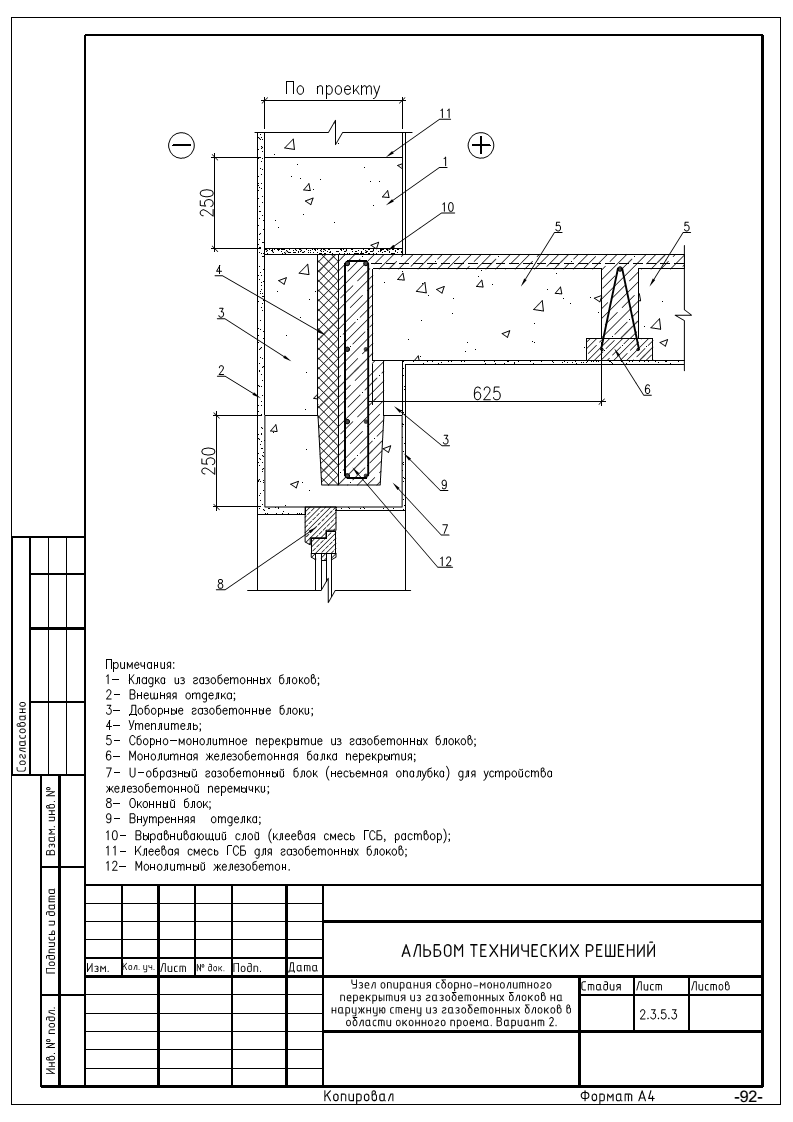 По проекту
11
1
250
10
5
5
4
3
2
625
6
3
250
9
7
12
8
Примечания:
1– Кладка из газобетонных блоков;
2– Внешняя отделка;
3– Доборные газобетонные блоки;
4– Утеплитель;
5– Сборно–монолитное перекрытие из газобетонных блоков;
6– Монолитная железобетонная балка перекрытия;
7– U–образный газобетонный блок (несъемная опалубка) для устройства
железобетонной перемычки;
8– Оконный блок;
9– Внутренняя отделка;
10– Выравнивающий слой (клеевая смесь ГСБ, раствор);
11– Клеевая смесь ГСБ для газобетонных блоков;
12– Монолитный железобетон.
Согласовано
Взам. инв. №
Подпись и дата
Инв. № подл.
АЛЬБОМ ТЕХНИЧЕСКИХ РЕШЕНИЙ
Изм. Кол. уч. Лист № док. Подп. Дата
Узел опирания сборно-монолитного
перекрытия из газобетонных блоков на
наружную стену из газобетонных блоков в
области оконного проема. Вариант 2.
Стадия Лист Листов
2.3.5.3
Копировал Формат А4 -92-